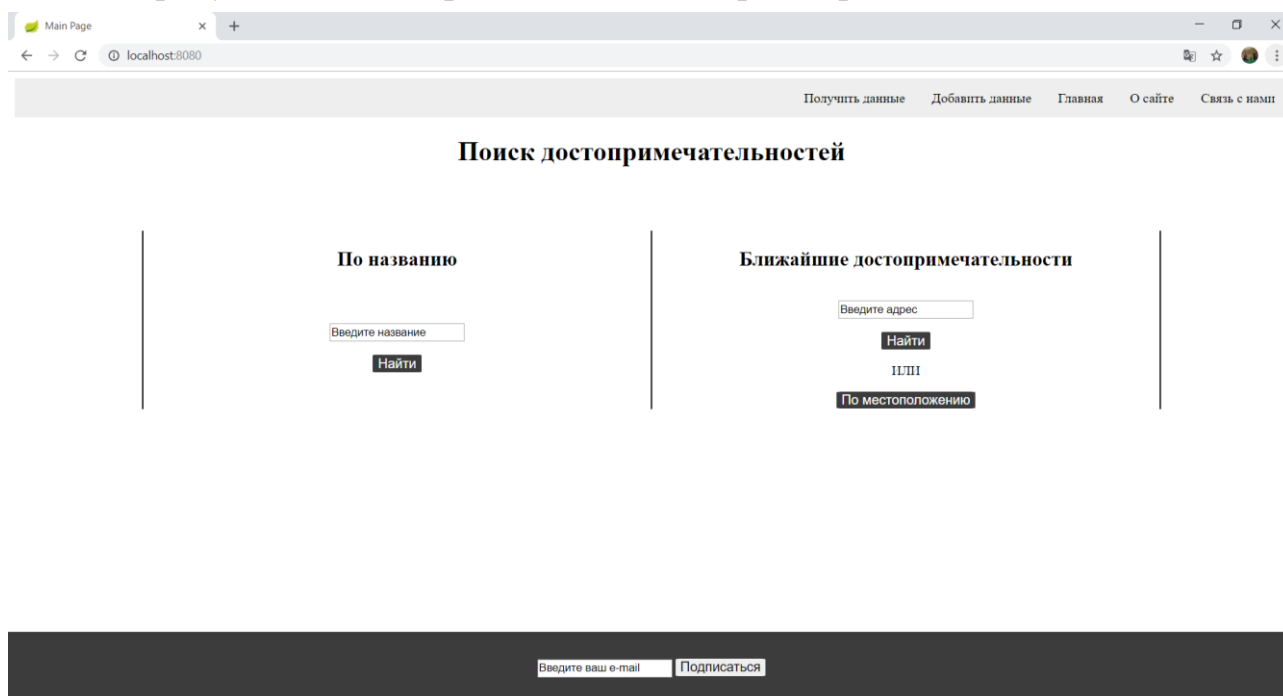 Main Page
localhost:8080
Получить данные Добавить данные Главная О сайте Связь с нами
Поиск достопримечательностей
По названию
Введите название
Найти
Ближайшие достопримечательности
Введите адрес
Найти
или
По местоположению
Введите ваш e-mail Подписаться